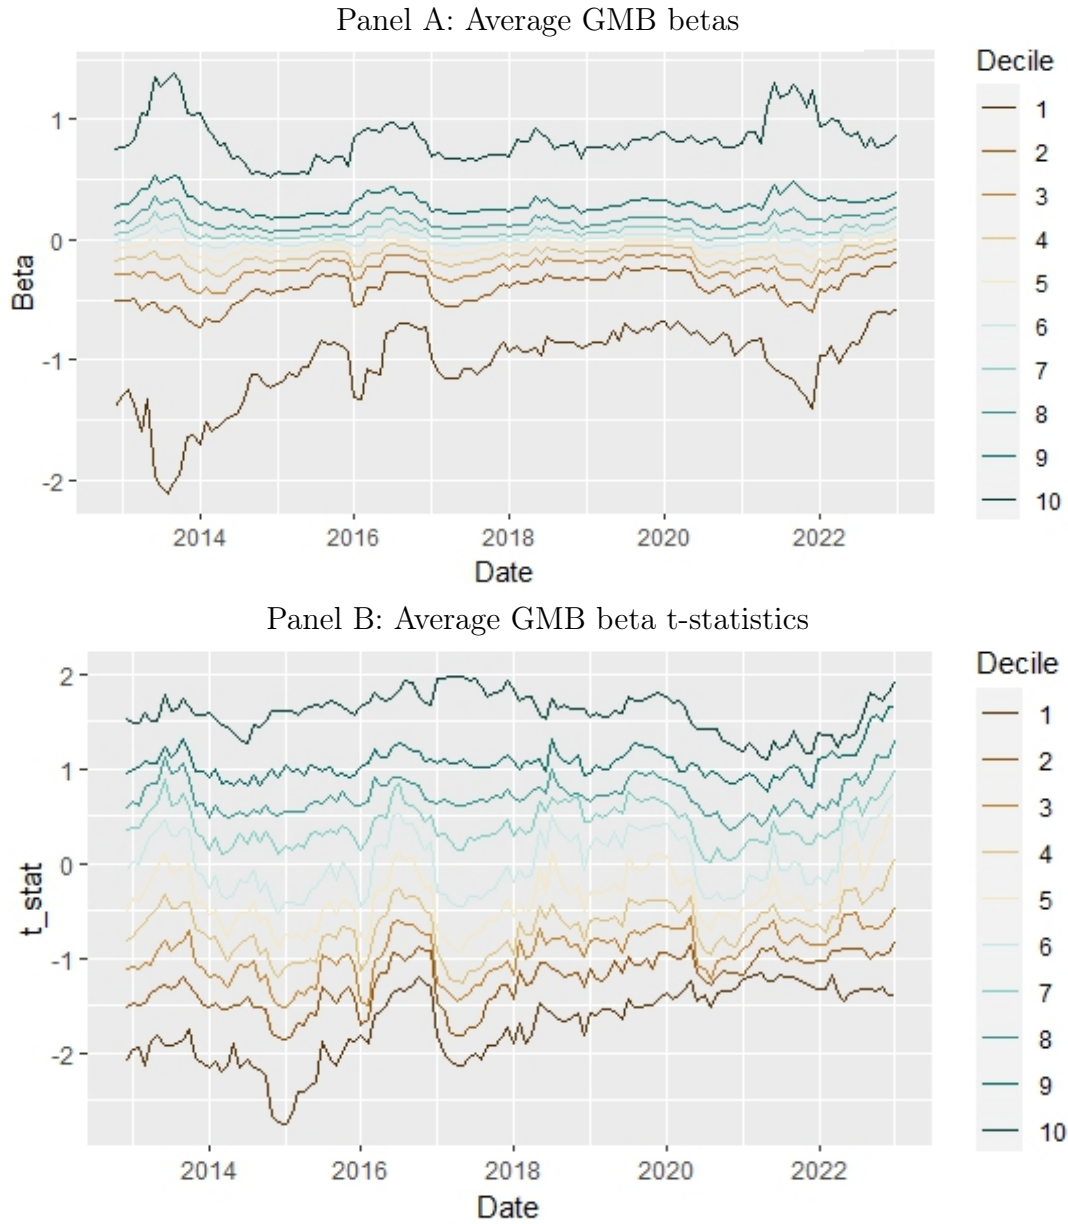 Panel A: Average GMB betas
Decile
1
2
3
4
5
6
7
8
9
10
Beta
1
0
-1
-2
2014 2016 2018 2020 2022
Date
Panel B: Average GMB beta t-statistics
Decile
1
2
3
4
5
6
7
8
9
10
t_stat
2
1
0
-1
-2
2014 2016 2018 2020 2022
Date